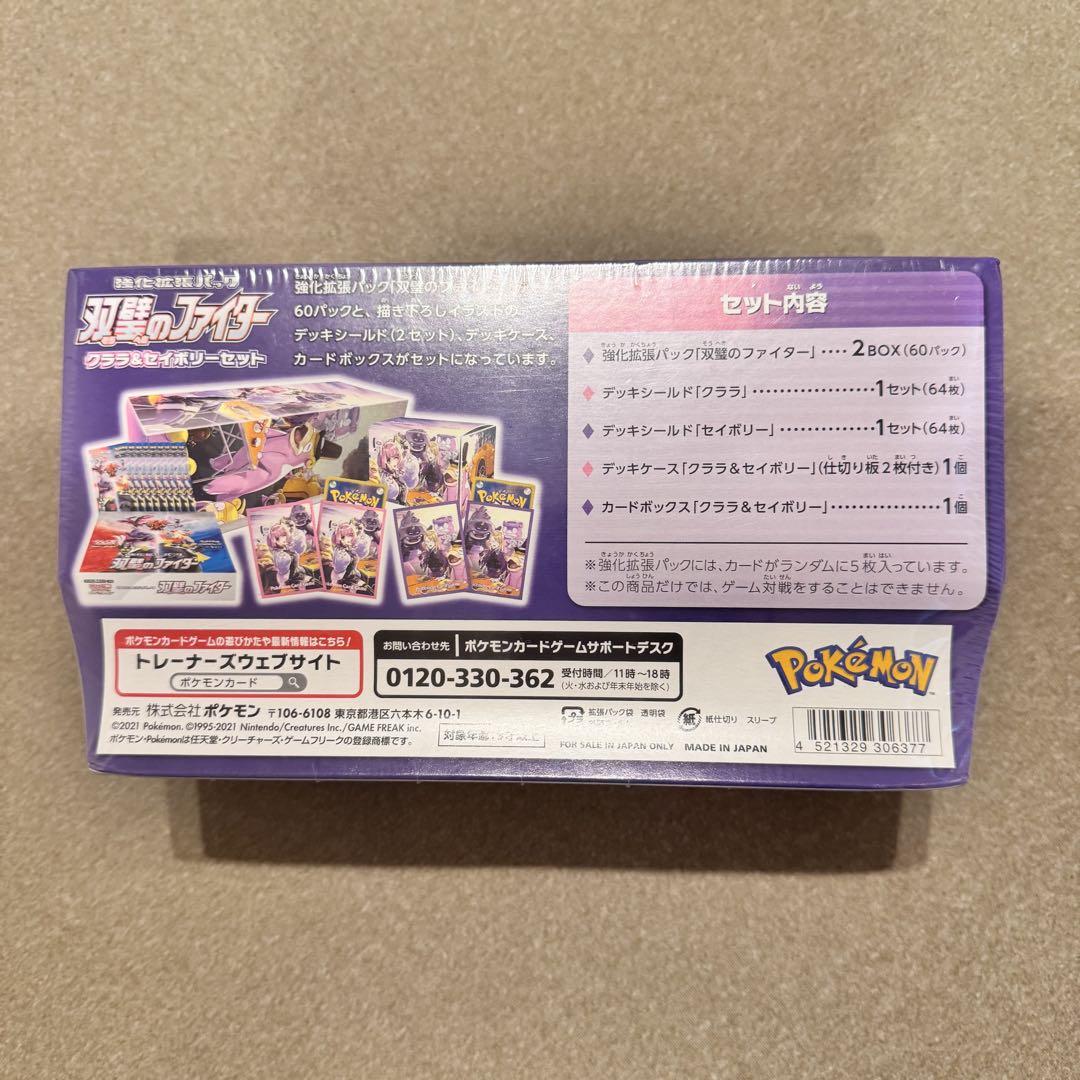 強化拡張パック
双璧のファイター
クララ&セイボリーセット
強化拡張パック「双璧の
60パックと、描き下ろしイラストの
デッキシールド(2セット)、デッキケース、
カードボックスがセットになっています。
セット内容
強化拡張パック「双璧のファイター」 ···· 2BOX(60パック)
デッキシールド「クララ」 ·················· 1セット(64枚)
デッキシールド「セイボリー」 ··············· 1セット(64枚)
デッキケース「クララ&セイボリー」(仕切り板2枚付き) 1個
カードボックス「クララ&セイボリー」 ················ 1個
※強化拡張パックには、カードがランダムに5枚入っています。
※この商品だけでは、ゲーム対戦をすることはできません。
POKÉMON
POKÉMON
双璧のファイター
双璧のファイター
ポケモンカードゲームの遊びかたや最新情報はこちら!
トレーナーズウェブサイト
ポケモンカード
お問い合わせ先 ポケモンカードゲームサポートデスク
0120-330-362 受付時間/11時~18時
(火・水および年末年始を除く)
POKÉMON
発売元 株式会社ポケモン 〒106-6108 東京都港区六本木6-10-1
©2021 Pokémon. ©1995-2021 Nintendo/Creatures Inc./GAME FREAK inc.
ポケモン・Pokémonは任天堂・クリーチャーズ・ゲームフリークの登録商標です。
プラ 拡張パック袋 透明袋
紙 紙仕切り スリーブ
FOR SALE IN JAPAN ONLY MADE IN JAPAN
4 521329 306377